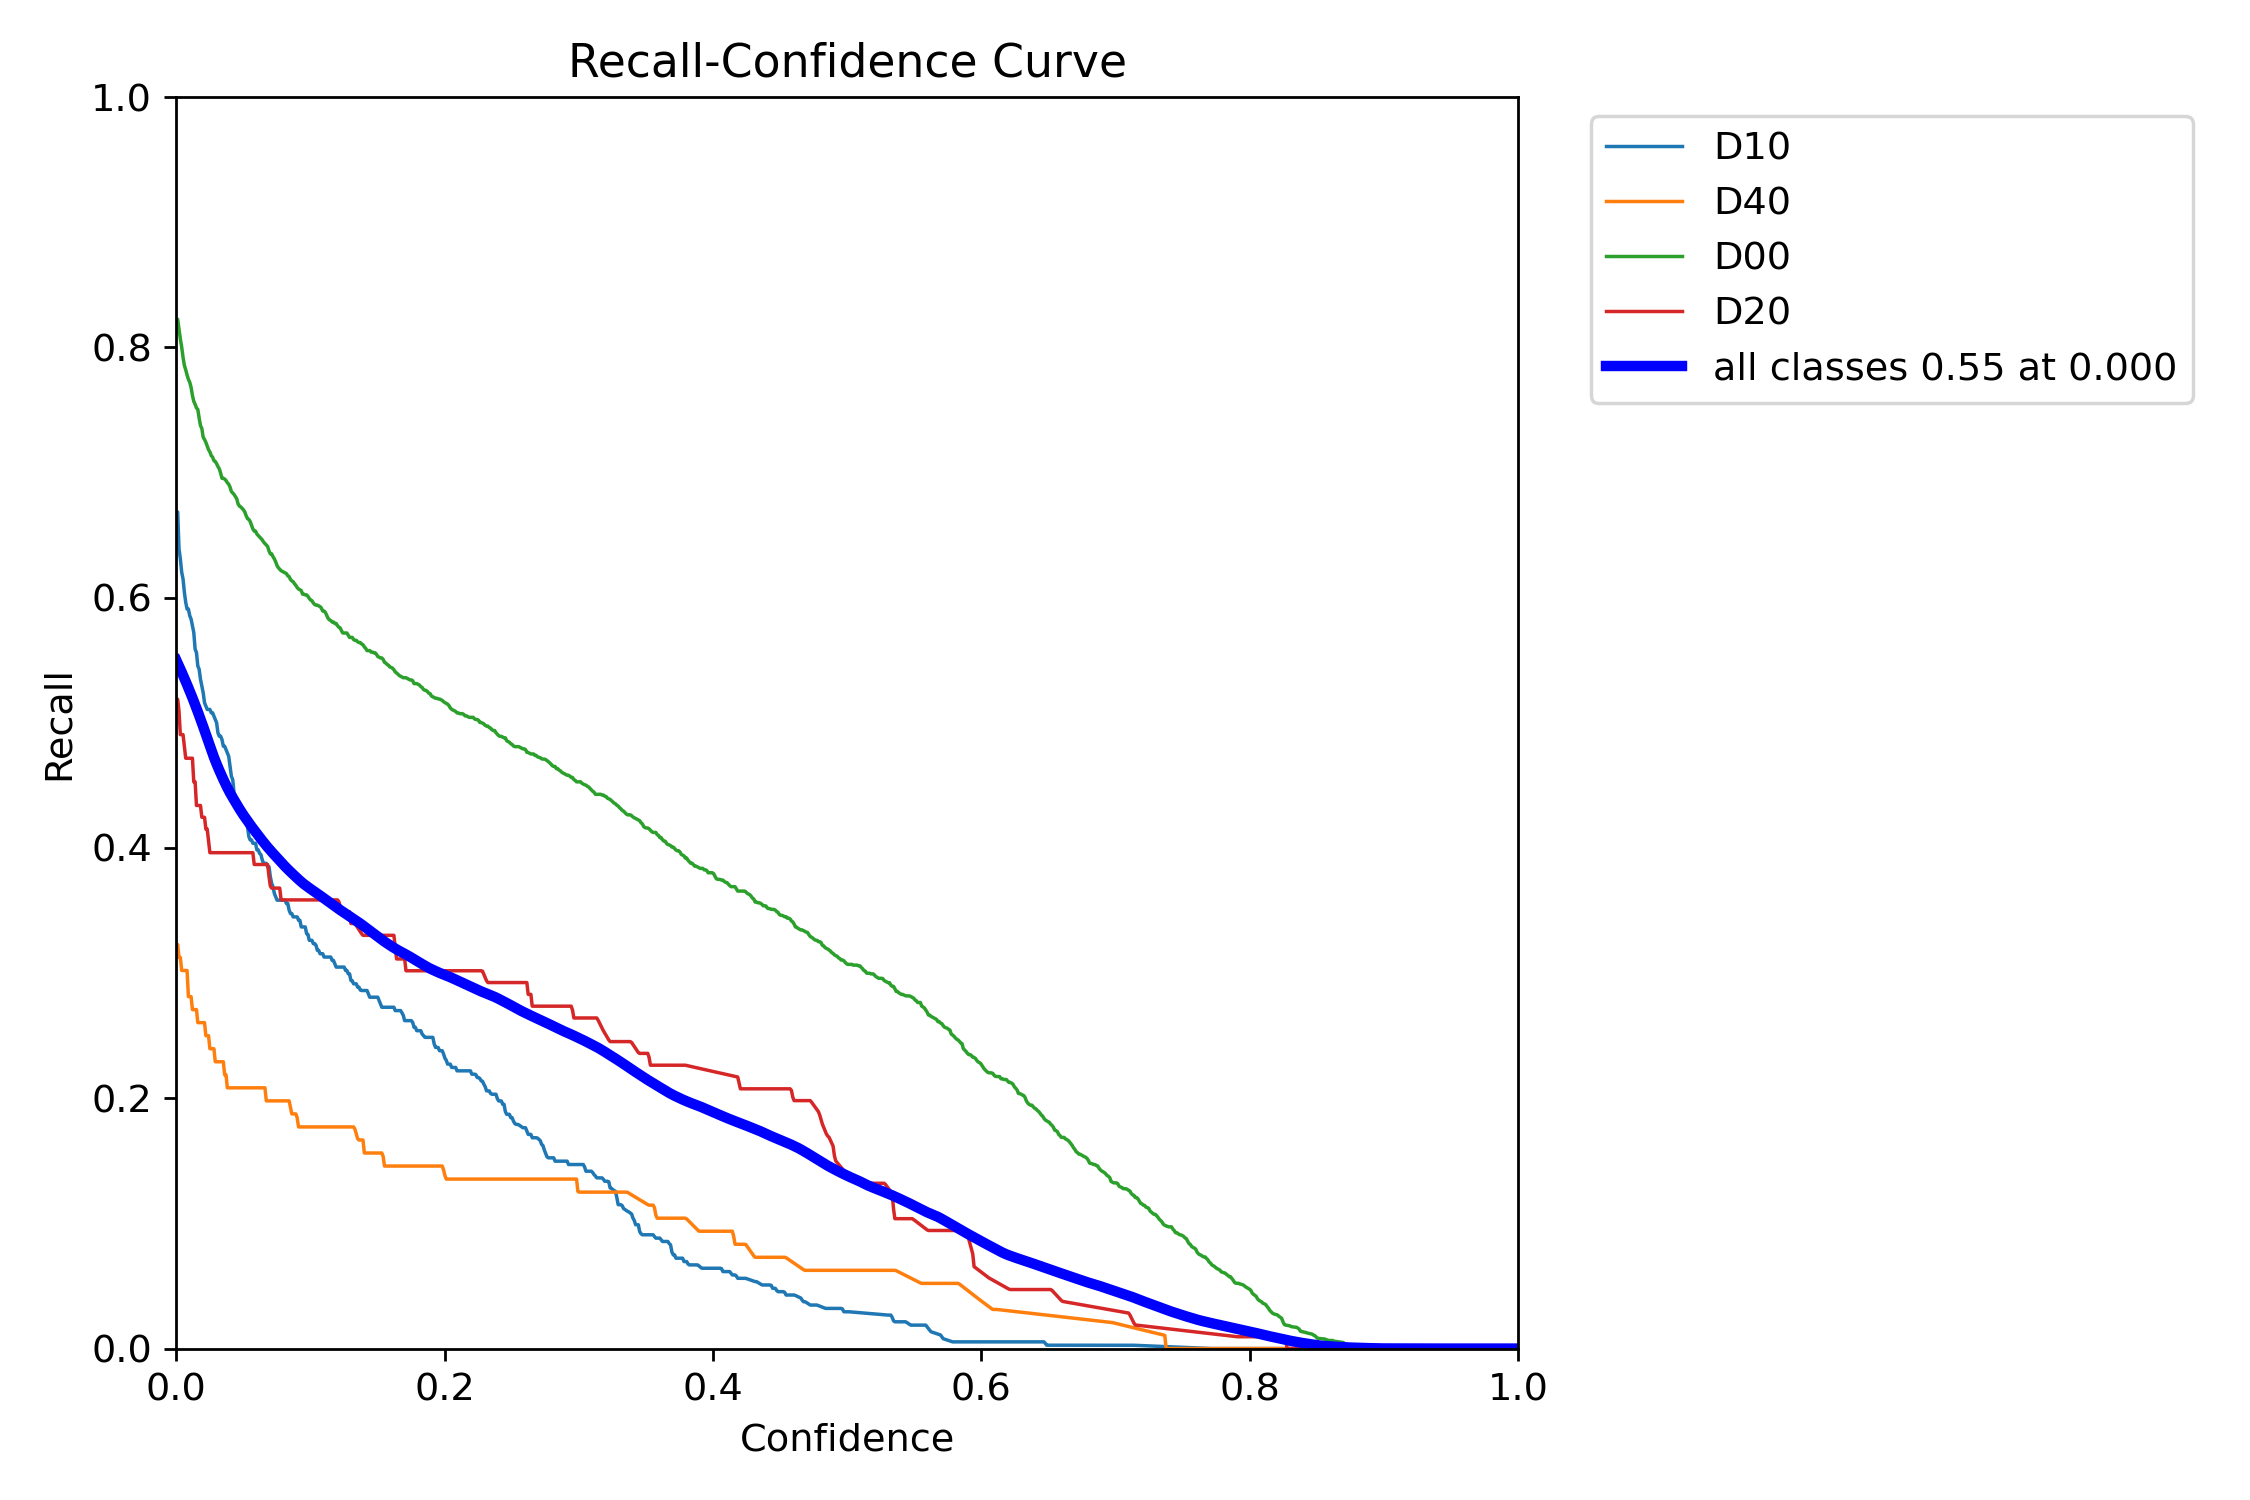 Recall-Confidence Curve
1.0
0.8
0.6
0.4
0.2
0.0
Recall
0.0 0.2 0.4 0.6 0.8 1.0
Confidence
D10
D40
D00
D20
all classes 0.55 at 0.000